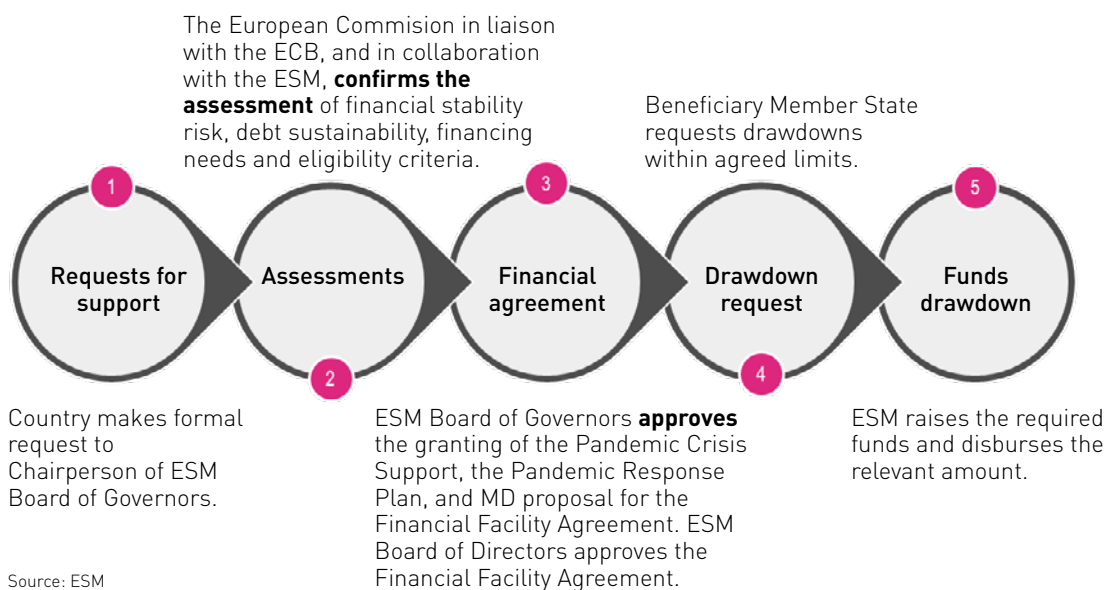 The European Commision in liaison
with the ECB, and in collaboration
with the ESM, confirms the
assessment of financial stability
risk, debt sustainability, financing
needs and eligibility criteria.
Beneficiary Member State
requests drawdowns
within agreed limits.
1
3
5
Requests for
support
Assessments
Financial
agreement
Drawdown
request
Funds
drawdown
2
4
Country makes formal
request to
Chairperson of ESM
Board of Governors.
ESM Board of Governors approves
the granting of the Pandemic Crisis
Support, the Pandemic Response
Plan, and MD proposal for the
Financial Facility Agreement. ESM
Board of Directors approves the
Financial Facility Agreement.
ESM raises the required
funds and disburses the
relevant amount.
Source: ESM